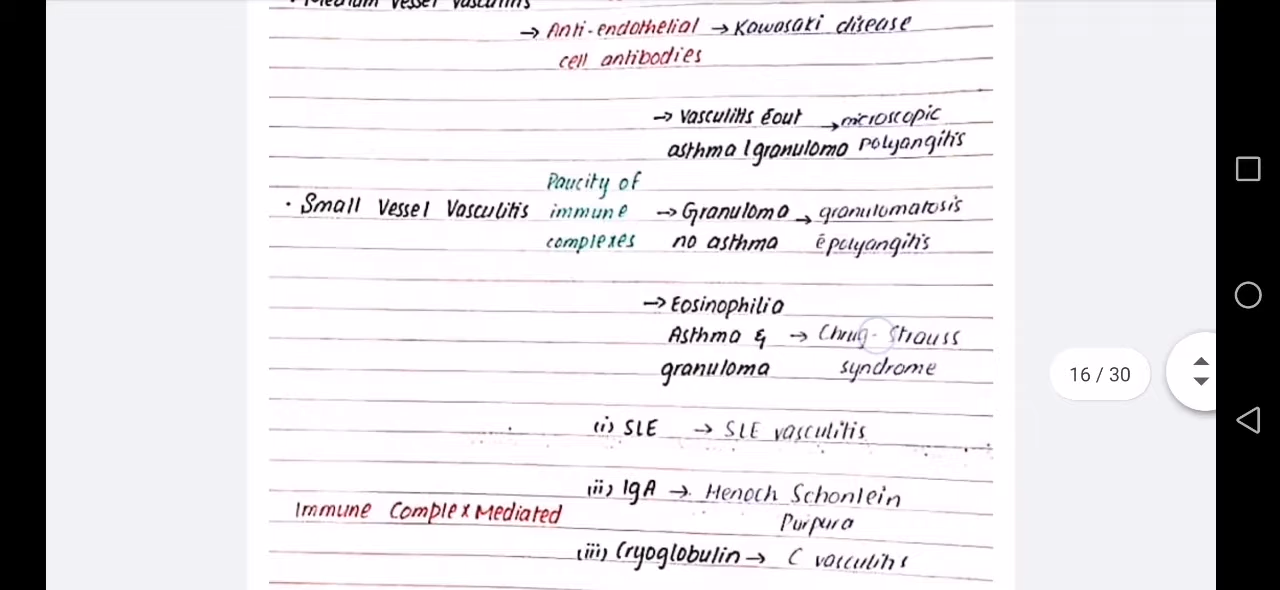 · Medium Vessel Vasculitis
→ Anti-endothelial → Kawasaki disease
cell antibodies
→ Vasculitis c̄out → microscopic
asthma / granuloma polyangitis
Paucity of
· Small Vessel Vasculitis immune → Granuloma → granulomatosis
complexes no asthma c̄ polyangitis
→ Eosinophilia
Asthma & → Chrug-Strauss
granuloma syndrome
16 / 30
(i) SLE → SLE vasculitis
(ii) IgA → Henoch Schonlein
Immune Complex Mediated Purpura
(iii) Cryoglobulin → C vasculitis